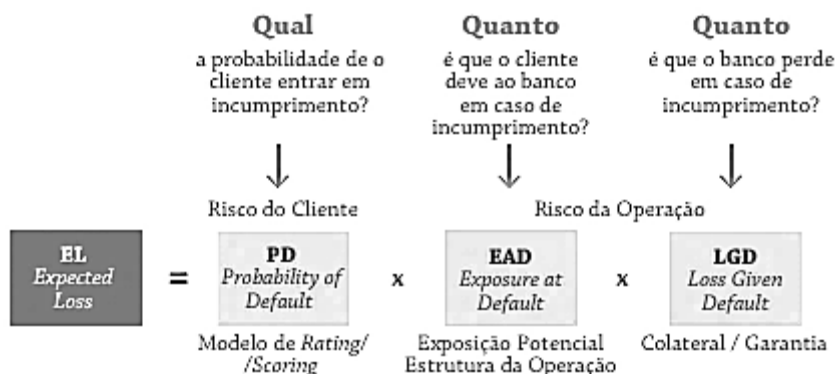 Qual
a probabilidade de o
cliente entrar em
incumprimento?
Quanto
é que o cliente
deve ao banco
em caso de
incumprimento?
Quanto
é que o banco perde
em caso de
incumprimento?
Risco do Cliente
Risco da Operação
EL
Expected
Loss
=
PD
Probability of
Default
x
EAD
Exposure at
Default
x
LGD
Loss Given
Default
Modelo de Rating/
/Scoring
Exposição Potencial
Estrutura da Operação
Colateral / Garantia